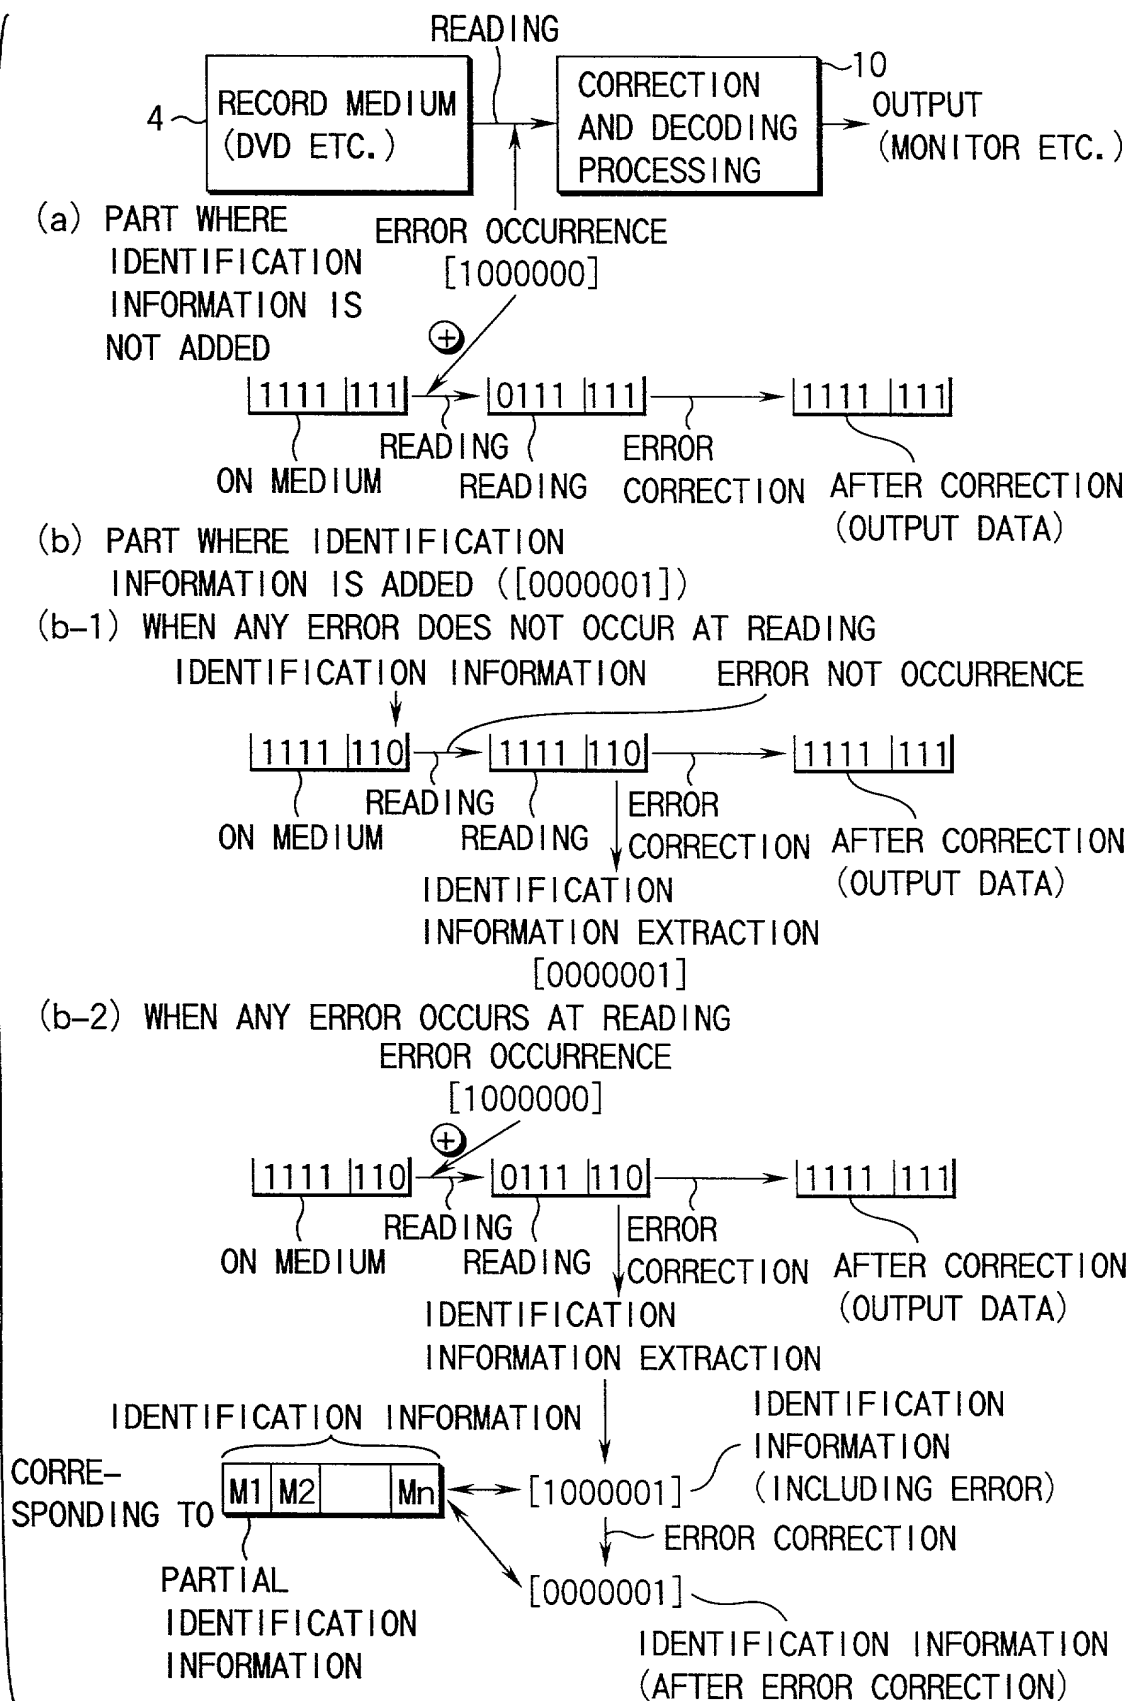 READING
4
RECORD MEDIUM
(DVD ETC.)
CORRECTION
AND DECODING
PROCESSING
10
OUTPUT
(MONITOR ETC.)
(a) PART WHERE
IDENTIFICATION
INFORMATION IS
NOT ADDED
ERROR OCCURRENCE
[1000000]
+
1111 111
0111 111
1111 111
READING
ERROR
CORRECTION
ON MEDIUM
READING
AFTER CORRECTION
(OUTPUT DATA)
(b) PART WHERE IDENTIFICATION
INFORMATION IS ADDED ([0000001])
(b-1) WHEN ANY ERROR DOES NOT OCCUR AT READING
IDENTIFICATION INFORMATION
ERROR NOT OCCURRENCE
1111 110
1111 110
1111 111
READING
ERROR
CORRECTION
ON MEDIUM
READING
AFTER CORRECTION
(OUTPUT DATA)
IDENTIFICATION
INFORMATION EXTRACTION
[0000001]
(b-2) WHEN ANY ERROR OCCURS AT READING
ERROR OCCURRENCE
[1000000]
+
1111 110
0111 110
1111 111
READING
ERROR
CORRECTION
ON MEDIUM
READING
AFTER CORRECTION
(OUTPUT DATA)
IDENTIFICATION
INFORMATION EXTRACTION
IDENTIFICATION INFORMATION
IDENTIFICATION
INFORMATION
(INCLUDING ERROR)
CORRE-
SPONDING TO
M1 M2 Mn
[1000001]
ERROR CORRECTION
PARTIAL
IDENTIFICATION
INFORMATION
[0000001]
IDENTIFICATION INFORMATION
(AFTER ERROR CORRECTION)